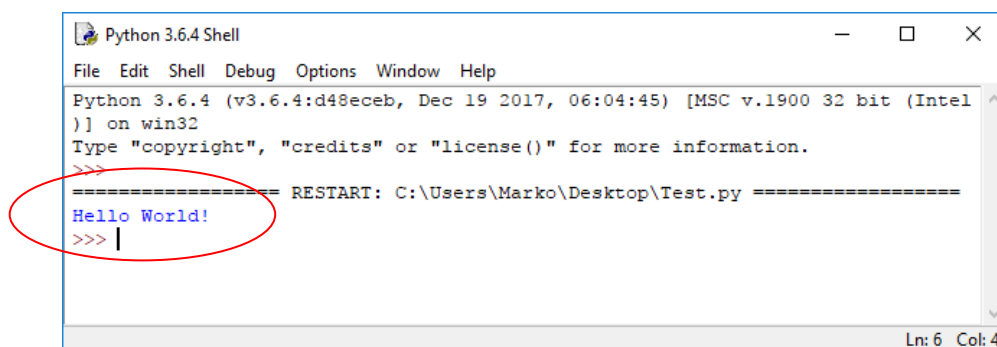 Python 3.6.4 Shell
File Edit Shell Debug Options Window Help
Python 3.6.4 (v3.6.4:d48eceb, Dec 19 2017, 06:04:45) [MSC v.1900 32 bit (Intel
)] on win32
Type "copyright", "credits" or "license()" for more information.
>>>
================== RESTART: C:\Users\Marko\Desktop\Test.py ==================
Hello World!
>>>
Ln: 6 Col: 4